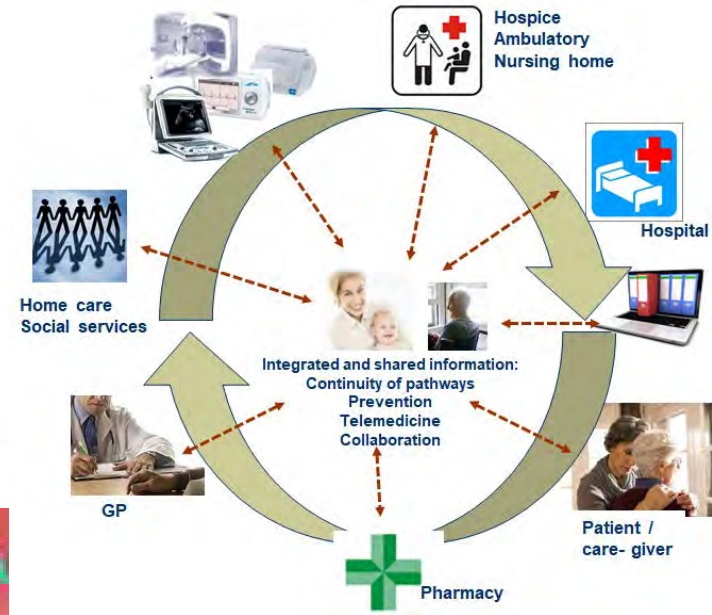 Hospice
Ambulatory
Nursing home
Hospital
Home care
Social services
Integrated and shared information:
Continuity of pathways
Prevention
Telemedicine
Collaboration
GP
Patient /
care- giver
Pharmacy